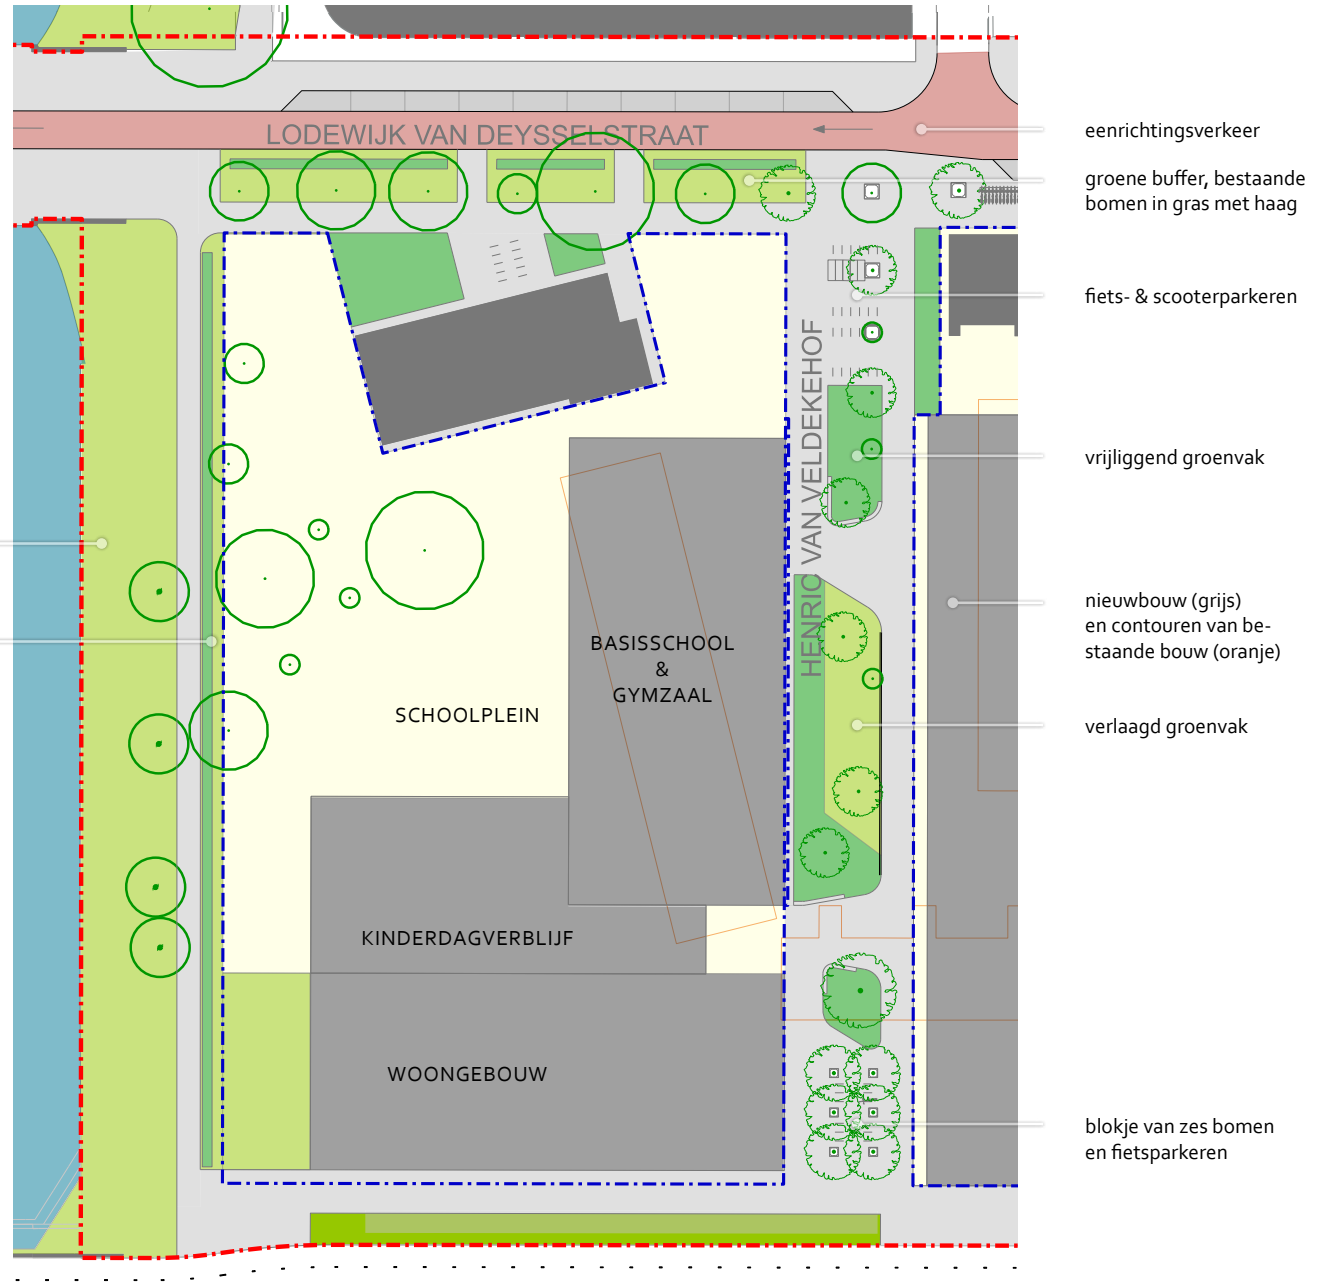 LODEWIJK VAN DEYSSELSTRAAT
eenrichtingsverkeer
groene buffer, bestaande
bomen in gras met haag
fiets- & scooterparkeren
HENRIC VAN VELDEKEHOF
vrijliggend groenvak
nieuwbouw (grijs)
en contouren van be-
staande bouw (oranje)
BASISSCHOOL
&
GYMZAAL
SCHOOLPLEIN
verlaagd groenvak
KINDERDAGVERBLIJF
WOONGEBOUW
blokje van zes bomen
en fietsparkeren